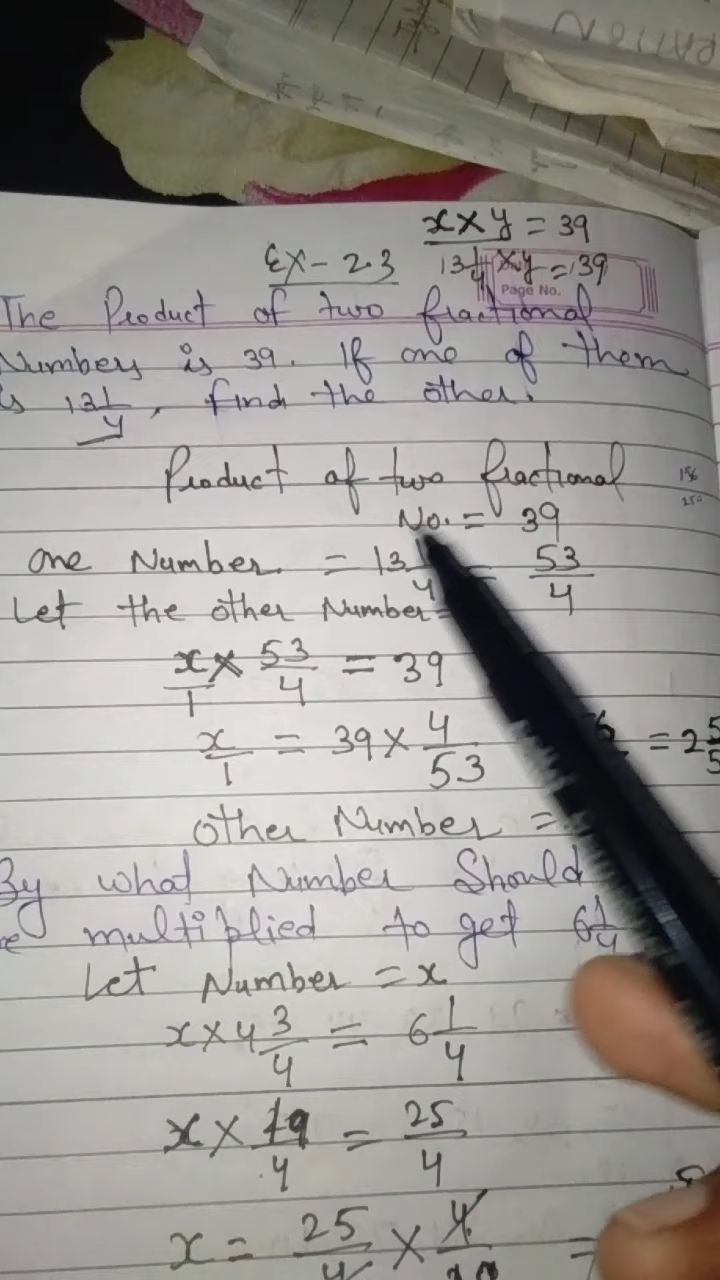 x × y = 39
Ex - 2.3
13 1/4 × y = 39
Page No.
The Product of two fractional
Numbers is 39. If one of them
is 13 1/4, find the other.
Product of two fractional
No. = 39
156
one Number = 13 1/4 = 53/4
Let the other Number =
x/1 × 53/4 = 39
x/1 = 39 × 4/53
= 2
other Number =
By what Number Should
multiplied to get 6 1/4
Let Number = x
x × 4 3/4 = 6 1/4
x × 19/4 = 25/4
x = 25/4 × 4/19 =